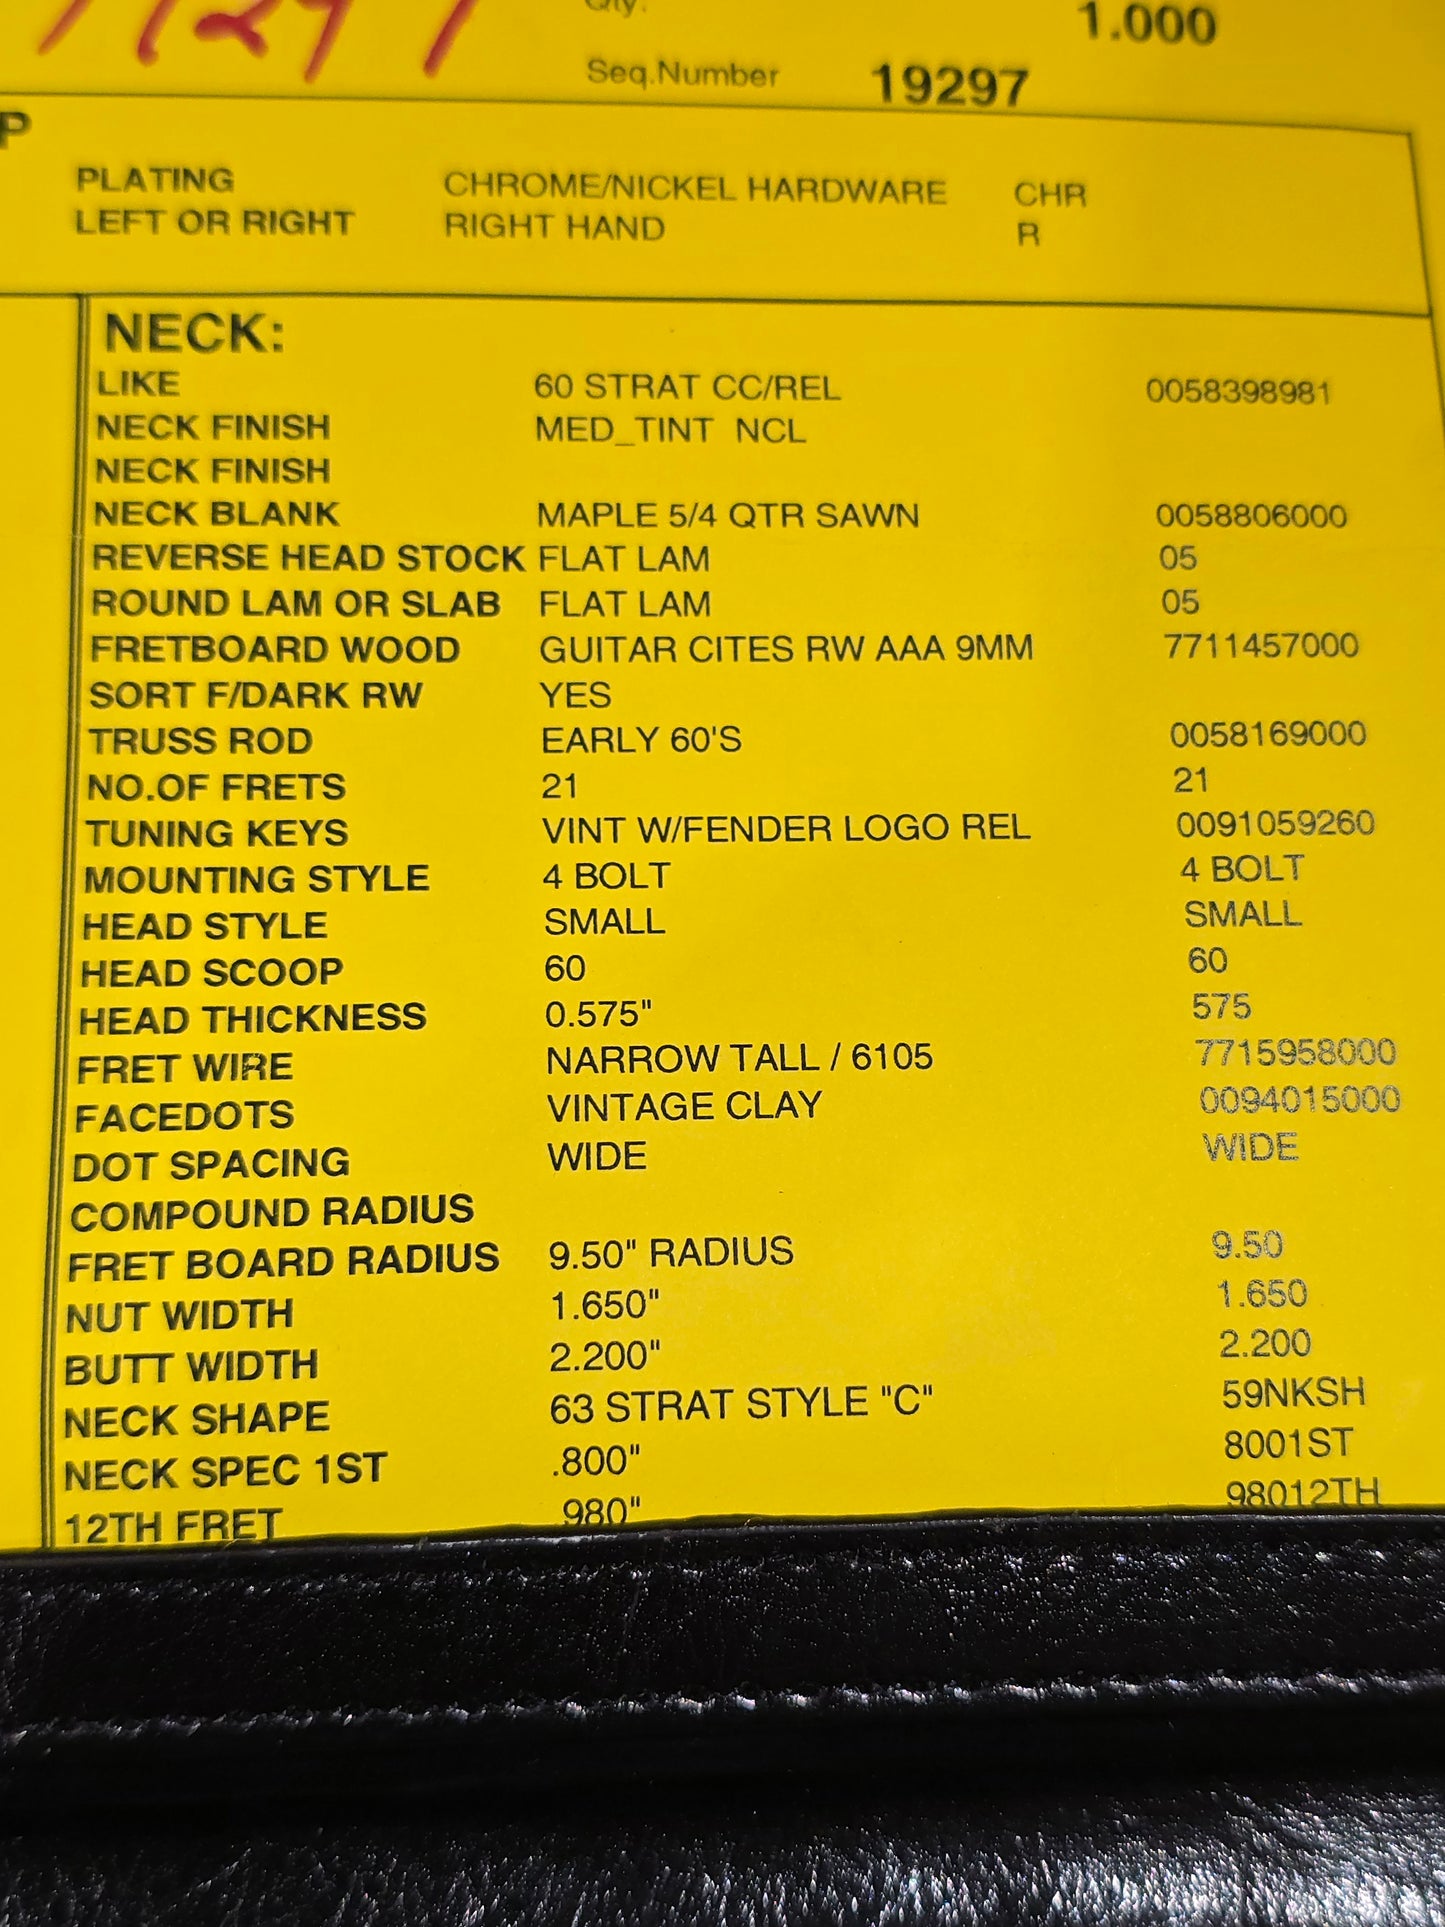 Qty. 1.000
Seq.Number 19297
P
PLATING CHROME/NICKEL HARDWARE CHR
LEFT OR RIGHT RIGHT HAND R
NECK:
LIKE 60 STRAT CC/REL 0058398981
NECK FINISH MED_TINT NCL
NECK FINISH
NECK BLANK MAPLE 5/4 QTR SAWN 0058806000
REVERSE HEAD STOCK FLAT LAM 05
ROUND LAM OR SLAB FLAT LAM 05
FRETBOARD WOOD GUITAR CITES RW AAA 9MM 7711457000
SORT F/DARK RW YES
TRUSS ROD EARLY 60'S 0058169000
NO.OF FRETS 21 21
TUNING KEYS VINT W/FENDER LOGO REL 0091059260
MOUNTING STYLE 4 BOLT 4 BOLT
HEAD STYLE SMALL SMALL
HEAD SCOOP 60 60
HEAD THICKNESS 0.575" 575
FRET WIRE NARROW TALL / 6105 7715958000
FACEDOTS VINTAGE CLAY 0094015000
DOT SPACING WIDE WIDE
COMPOUND RADIUS
FRET BOARD RADIUS 9.50" RADIUS 9.50
NUT WIDTH 1.650" 1.650
BUTT WIDTH 2.200" 2.200
NECK SHAPE 63 STRAT STYLE "C" 59NKSH
NECK SPEC 1ST .800" 8001ST
12TH FRET .980" 98012TH